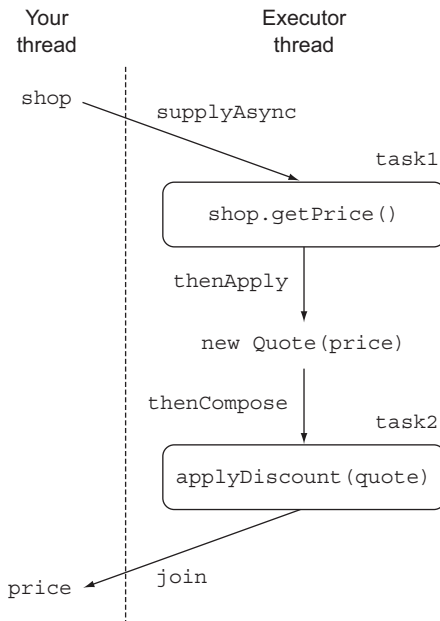 Your
thread
Executor
thread
shop
supplyAsync
task1
shop.getPrice()
thenApply
new Quote(price)
thenCompose
task2
applyDiscount(quote)
price
join